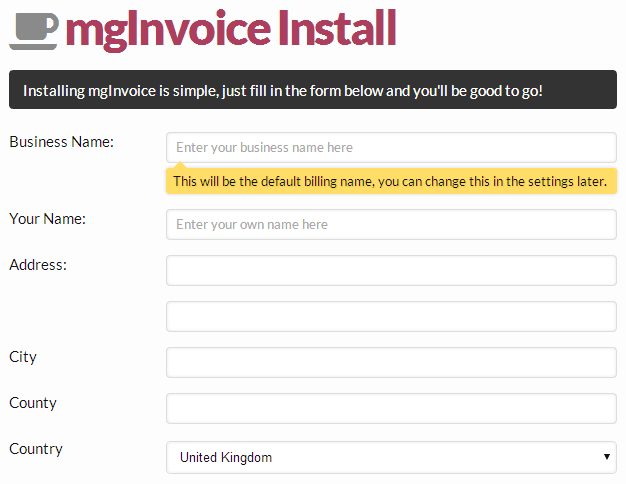 mgInvoice Install
Installing mgInvoice is simple, just fill in the form below and you'll be good to go!
Business Name:
Enter your business name here
This will be the default billing name, you can change this in the settings later.
Your Name:
Enter your own name here
Address:
City
County
Country
United Kingdom